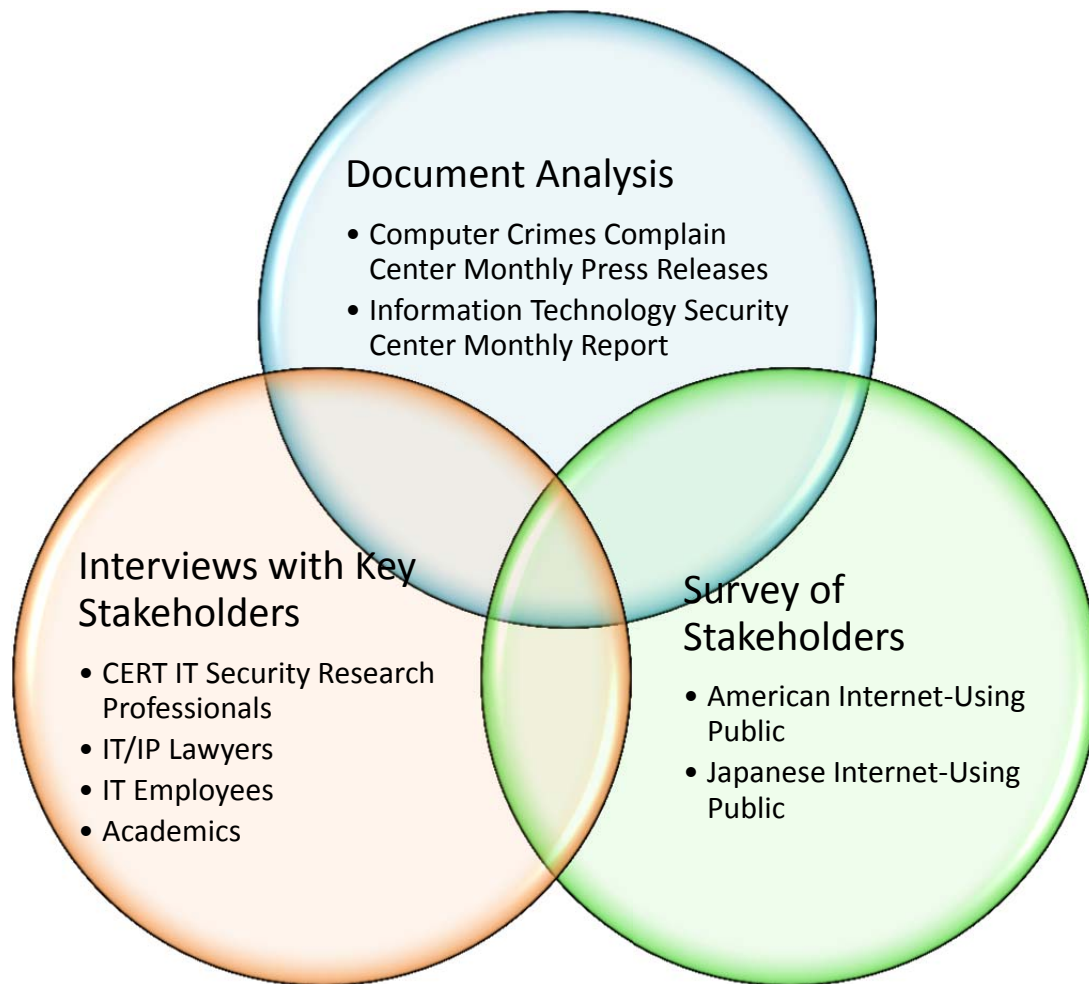 Document Analysis
• Computer Crimes Complain
Center Monthly Press Releases
• Information Technology Security
Center Monthly Report
Interviews with Key
Stakeholders
• CERT IT Security Research
Professionals
• IT/IP Lawyers
• IT Employees
• Academics
Survey of
Stakeholders
• American Internet-Using
Public
• Japanese Internet-Using
Public